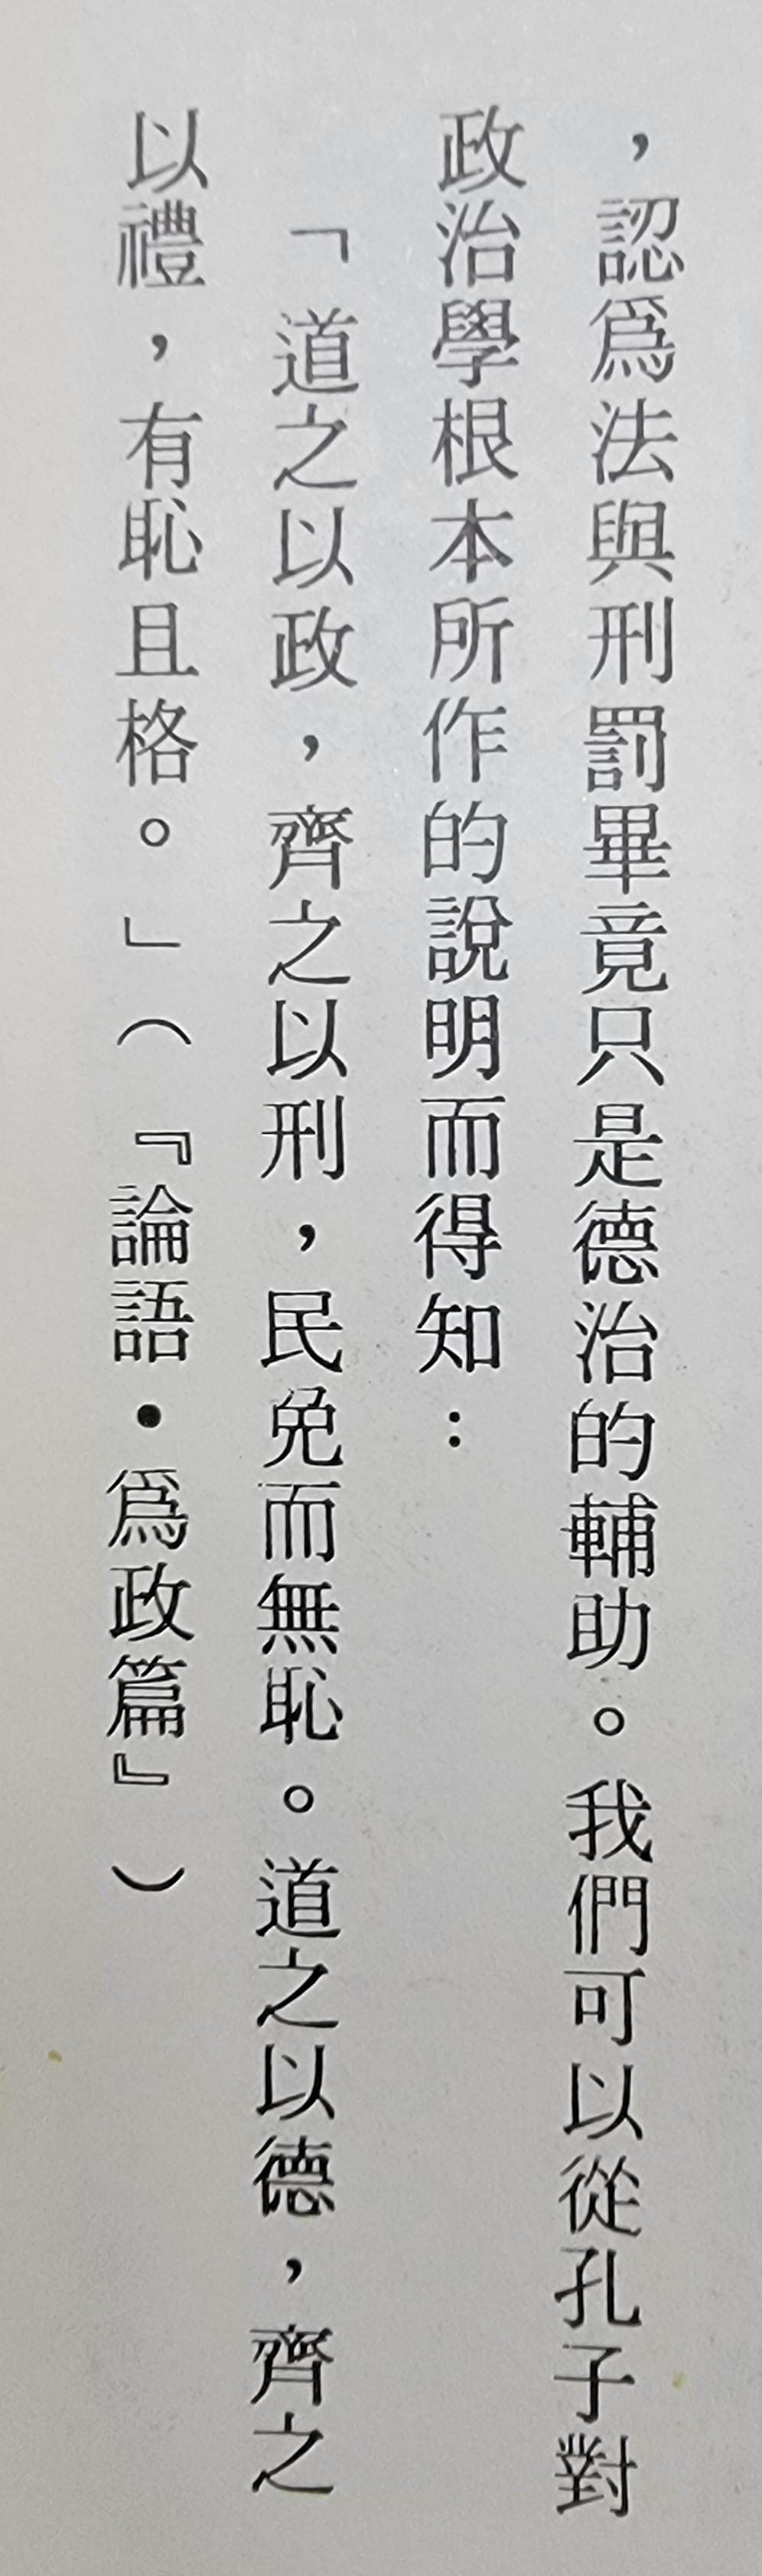 ，認爲法與刑罰畢竟只是德治的輔助。我們可以從孔子對
政治學根本所作的說明而得知：
「道之以政，齊之以刑，民免而無恥。道之以德，齊之
以禮，有恥且格。」（『論語・爲政篇』）